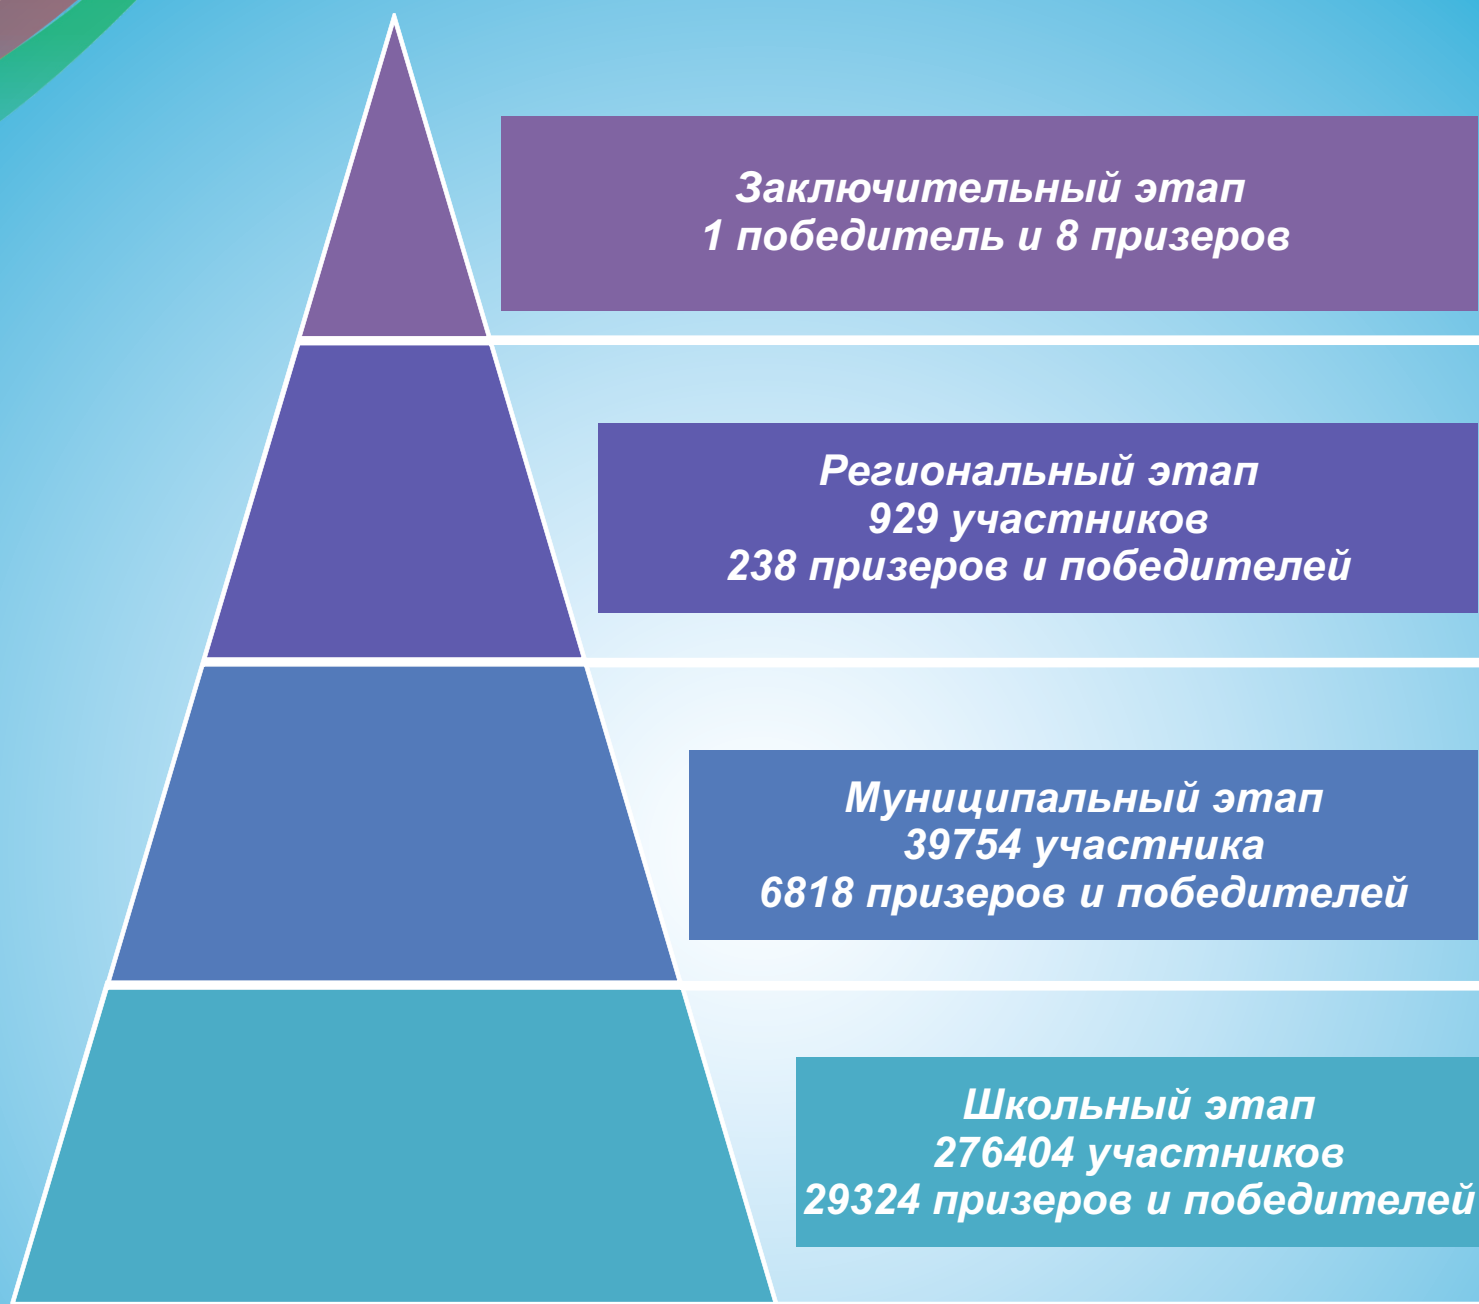 Заключительный этап
1 победитель и 8 призеров
Региональный этап
929 участников
238 призеров и победителей
Муниципальный этап
39754 участника
6818 призеров и победителей
Школьный этап
276404 участников
29324 призеров и победителей